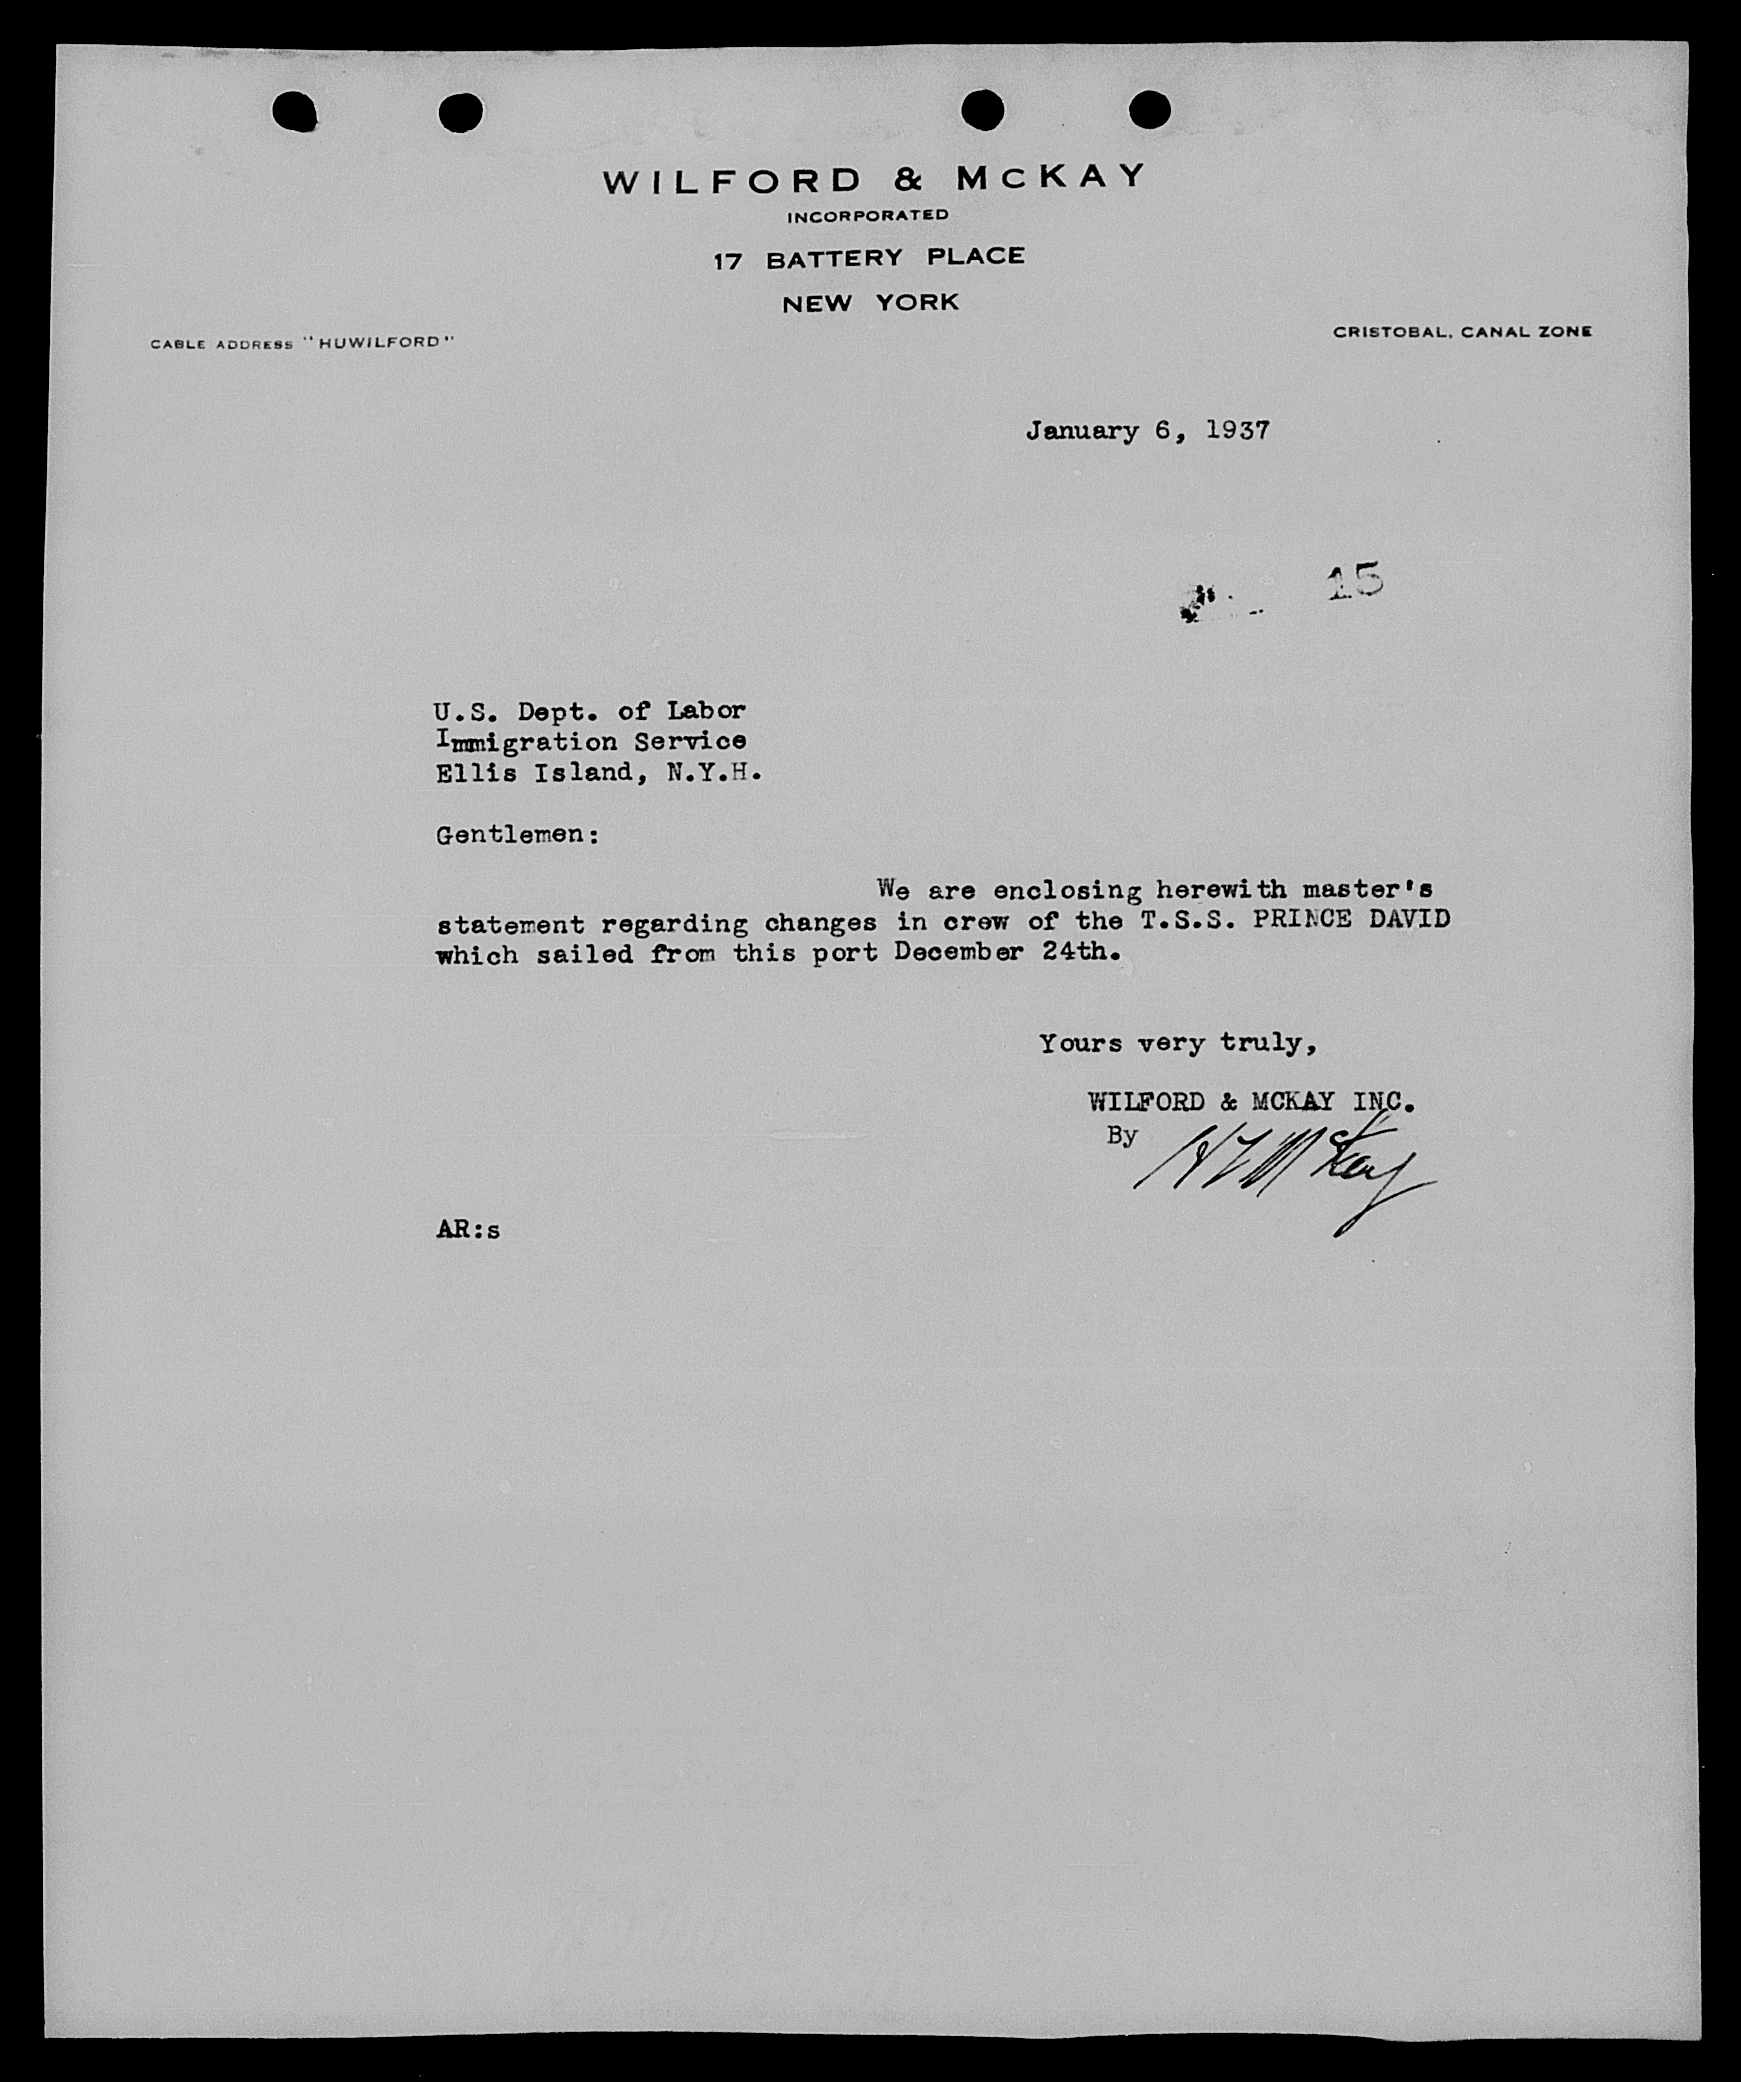 WILFORD & McKAY
INCORPORATED
17 BATTERY PLACE
NEW YORK
CABLE ADDRESS "HUWILFORD"
CRISTOBAL, CANAL ZONE
January 6, 1937
15
U.S. Dept. of Labor
Immigration Service
Ellis Island, N.Y.H.
Gentlemen:
We are enclosing herewith master's
statement regarding changes in crew of the T.S.S. PRINCE DAVID
which sailed from this port December 24th.
Yours very truly,
WILFORD & MCKAY INC.
By
McKay
AR:s